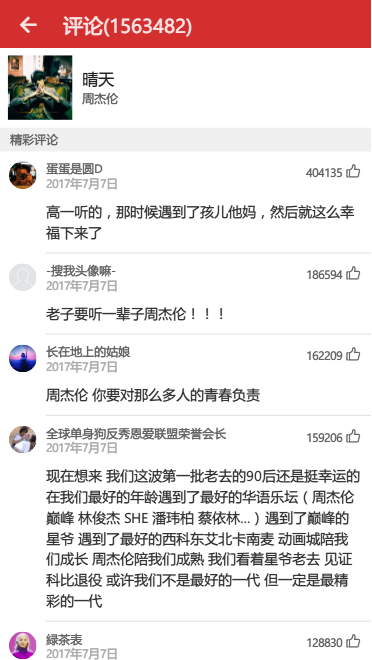 评论(1563482)
晴天
周杰伦
精彩评论
蛋蛋是圆D
404135
2017年7月7日
高一听的，那时候遇到了孩儿他妈，然后就这么幸
福下来了
-搜我头像嘛-
186594
2017年7月7日
老子要听一辈子周杰伦！！！
长在地上的姑娘
162209
2017年7月7日
周杰伦 你要对那么多人的青春负责
全球单身狗反秀恩爱联盟荣誉会长
159206
2017年7月7日
现在想来 我们这波第一批老去的90后还是挺幸运的
在我们最好的年龄遇到了最好的华语乐坛（周杰伦
巅峰 林俊杰 SHE 潘玮柏 蔡依林...）遇到了巅峰的
星爷 遇到了最好的西科东艾北卡南麦 动画城陪我
们成长 周杰伦陪我们成熟 我们看着星爷老去 见证
科比退役 或许我们不是最好的一代 但一定是最精
彩的一代
緑茶表
128830
2017年7月7日